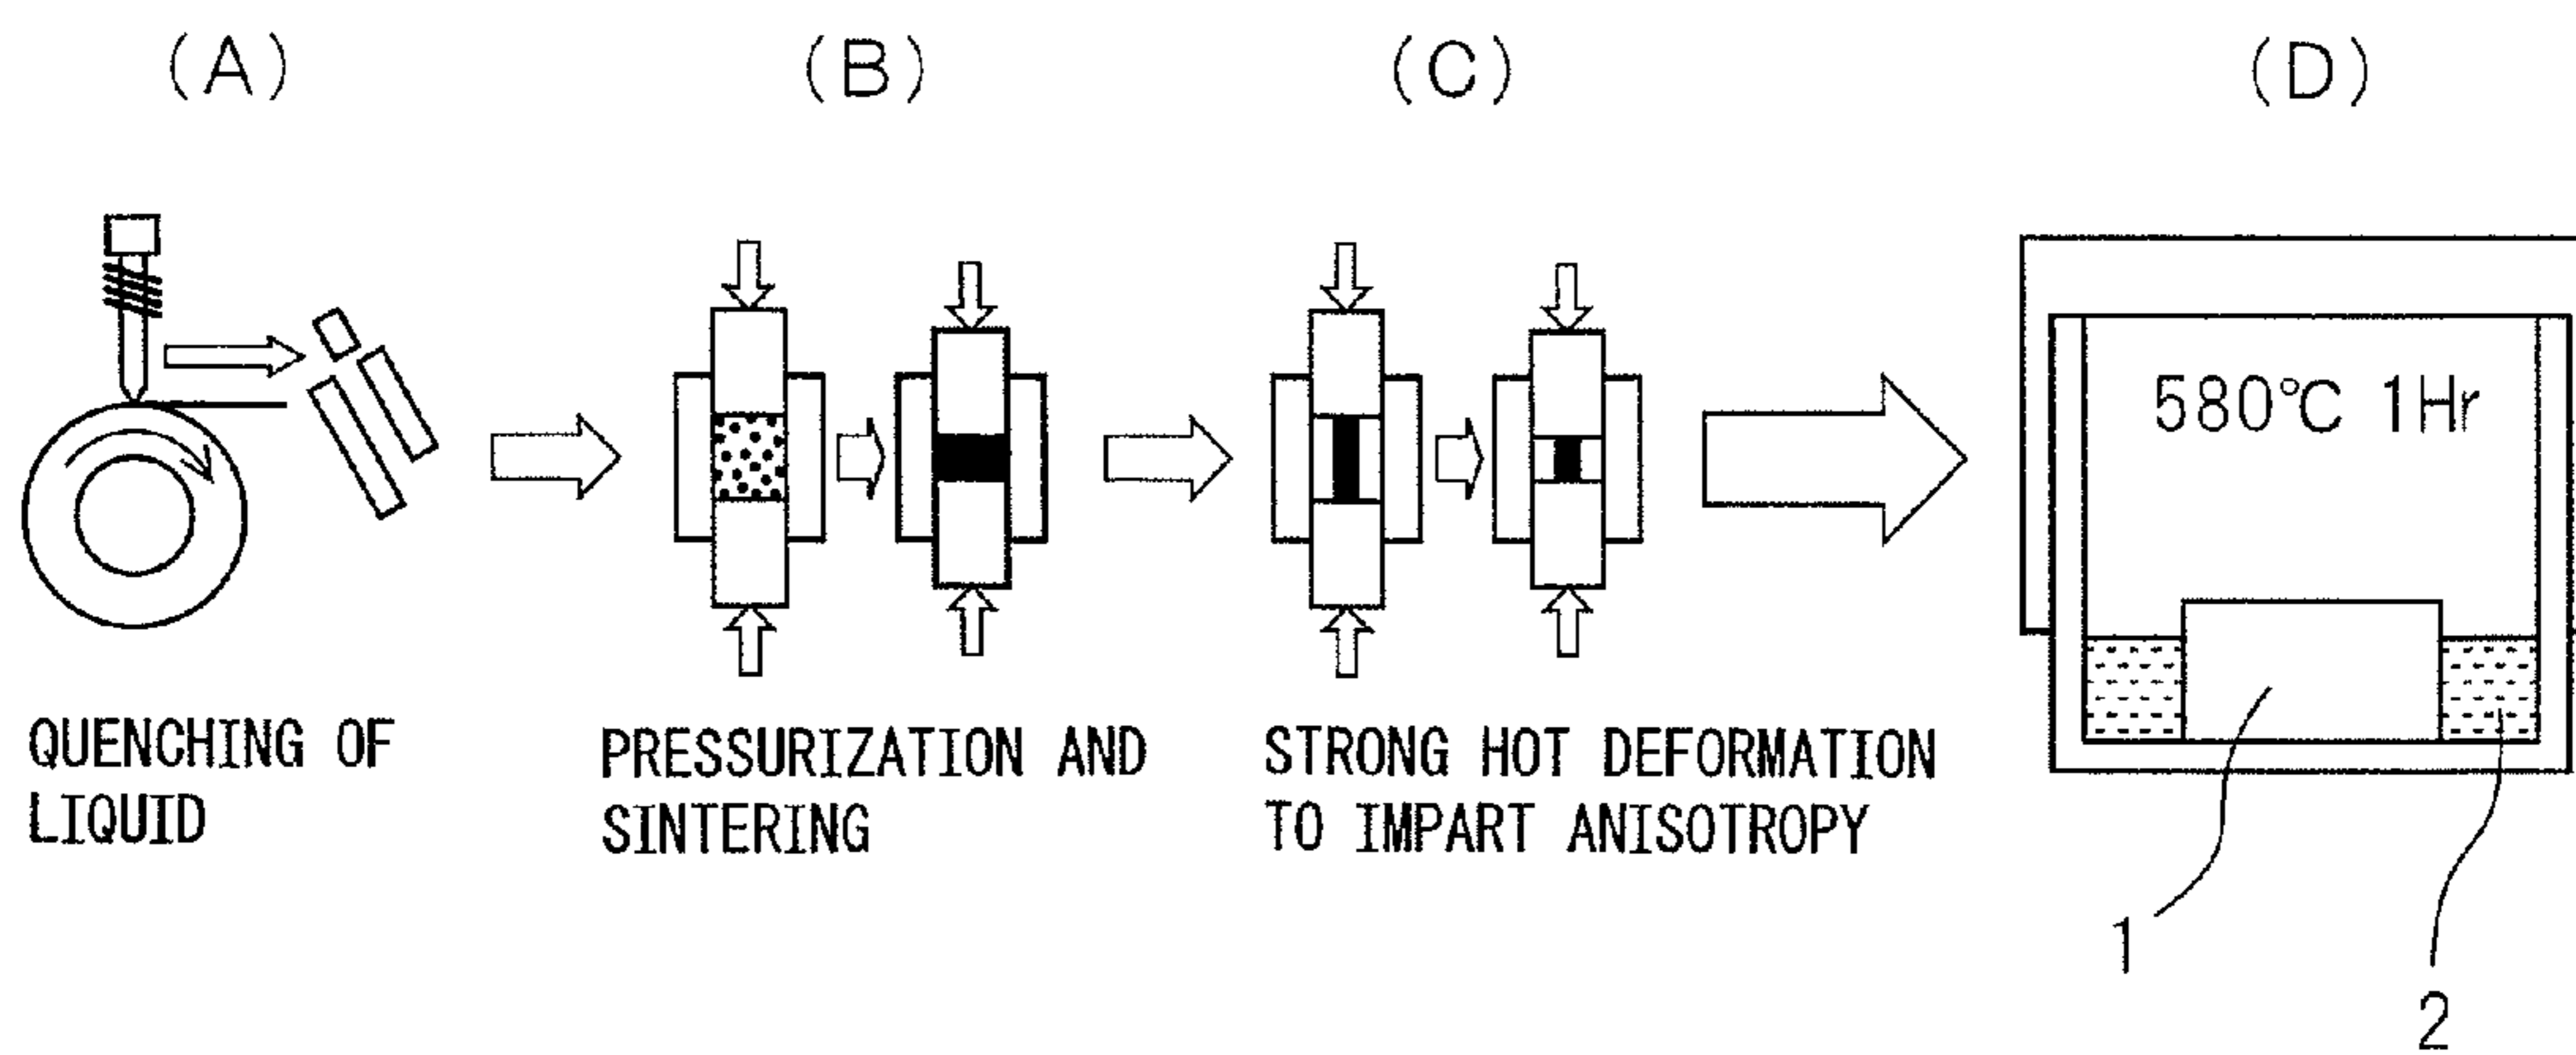 (A)
(B)
(C)
(D)
580℃ 1Hr
QUENCHING OF
LIQUID
PRESSURIZATION AND
SINTERING
STRONG HOT DEFORMATION
TO IMPART ANISOTROPY
1
2